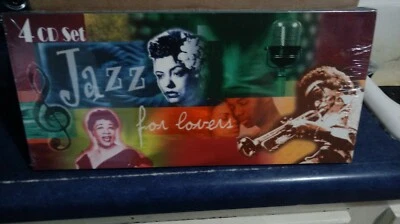 4 CD Set
Jazz
for lovers